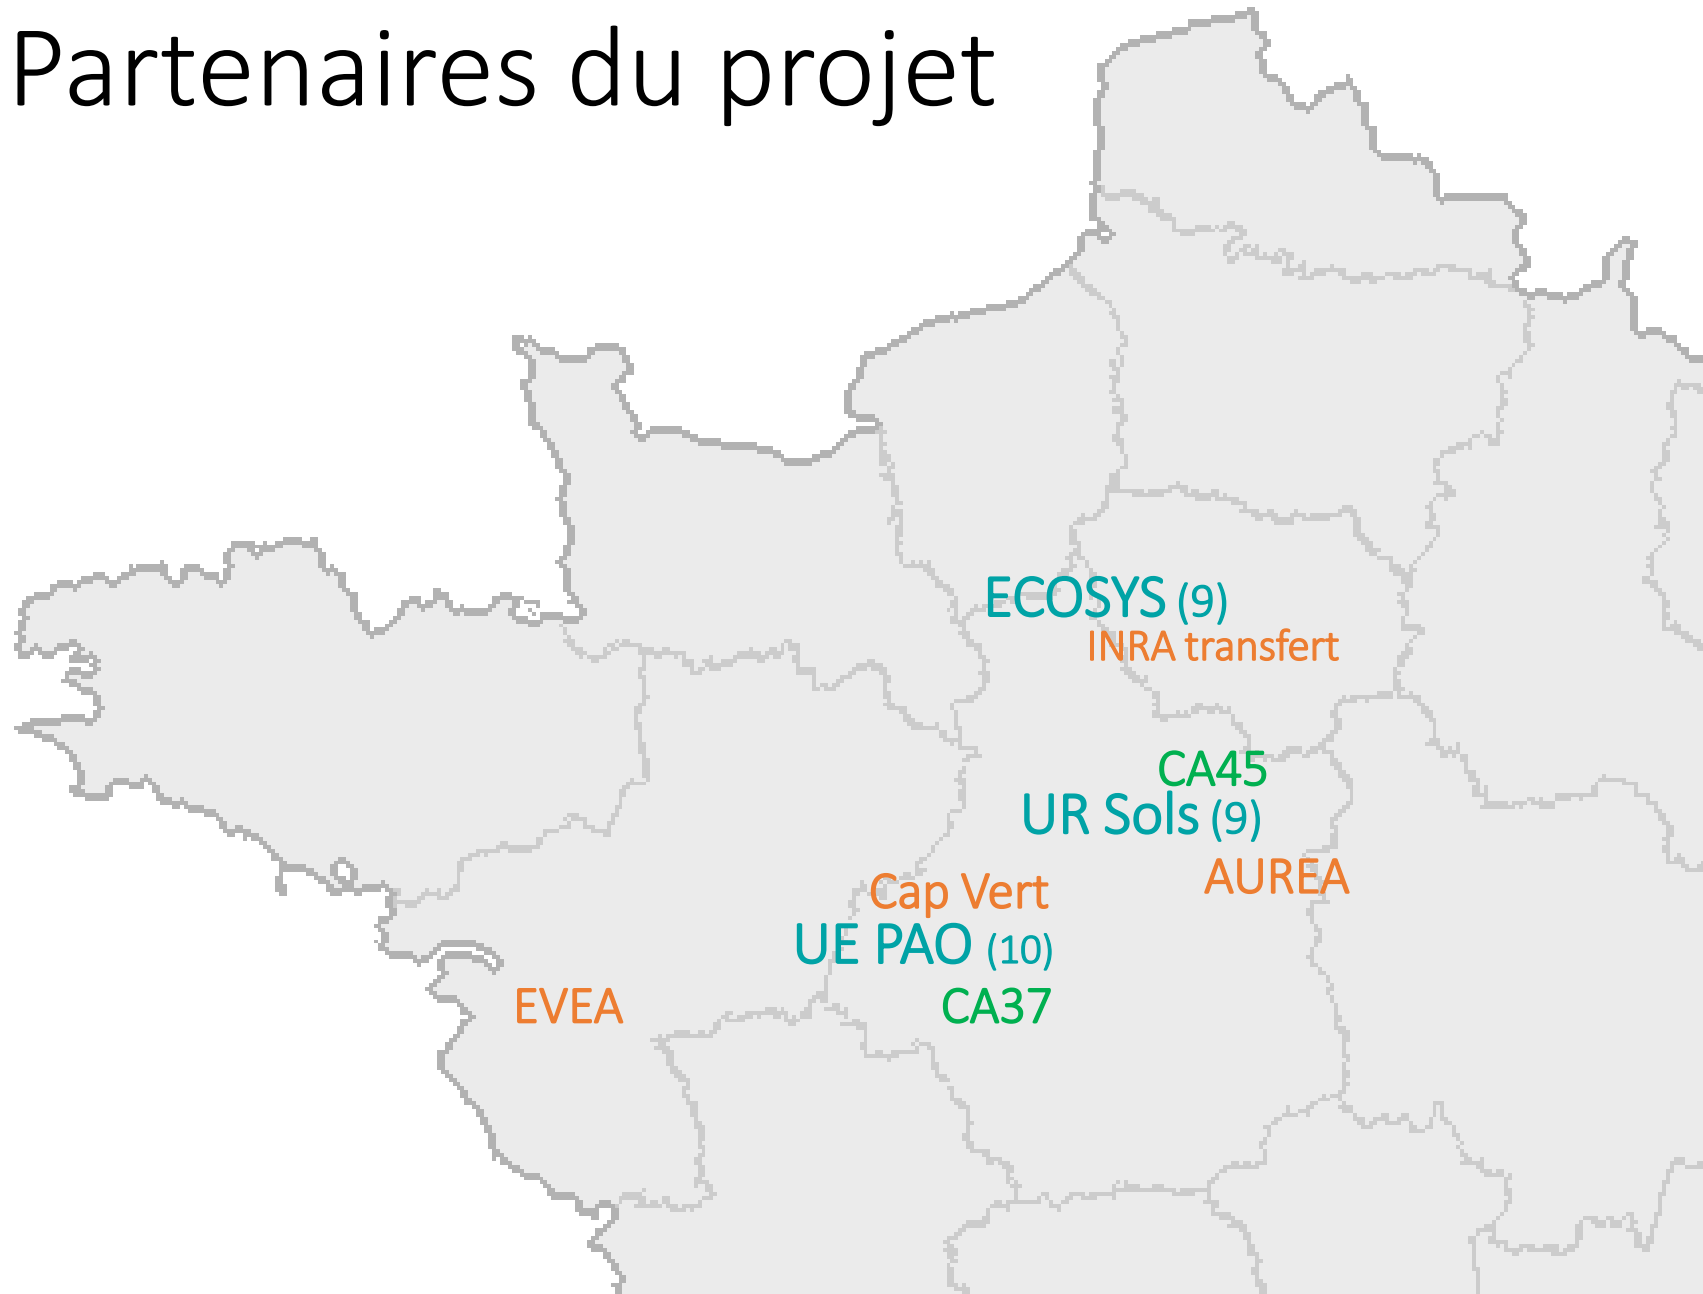 Partenaires du projet
ECOSYS (9)
INRA transfert
CA45
UR Sols (9)
AUREA
Cap Vert
UE PAO (10)
EVEA
CA37